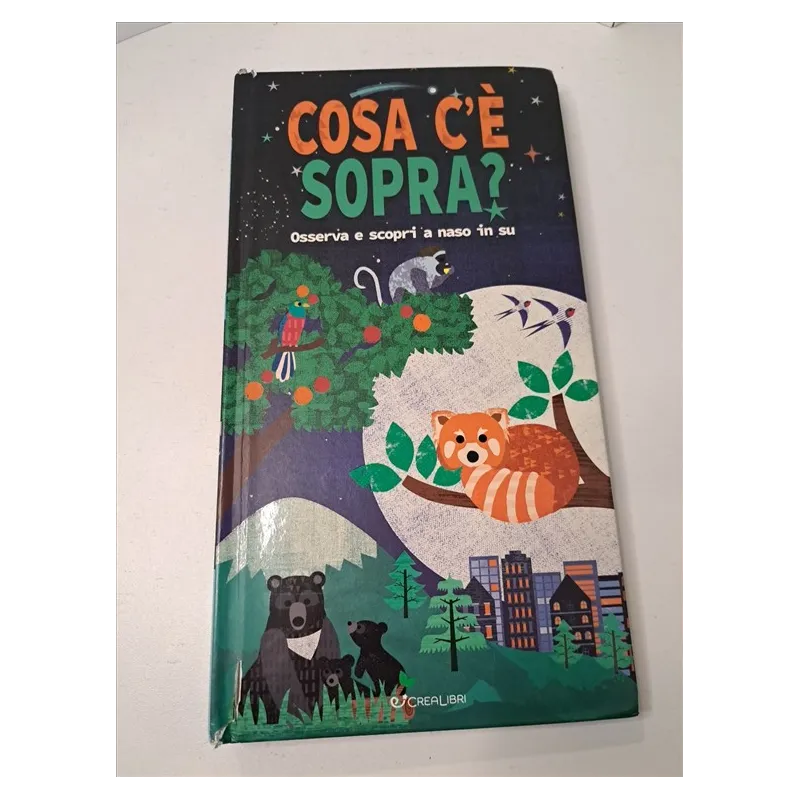 COSA C'È
SOPRA?
Osserva e scopri a naso in su
CREALIBRI